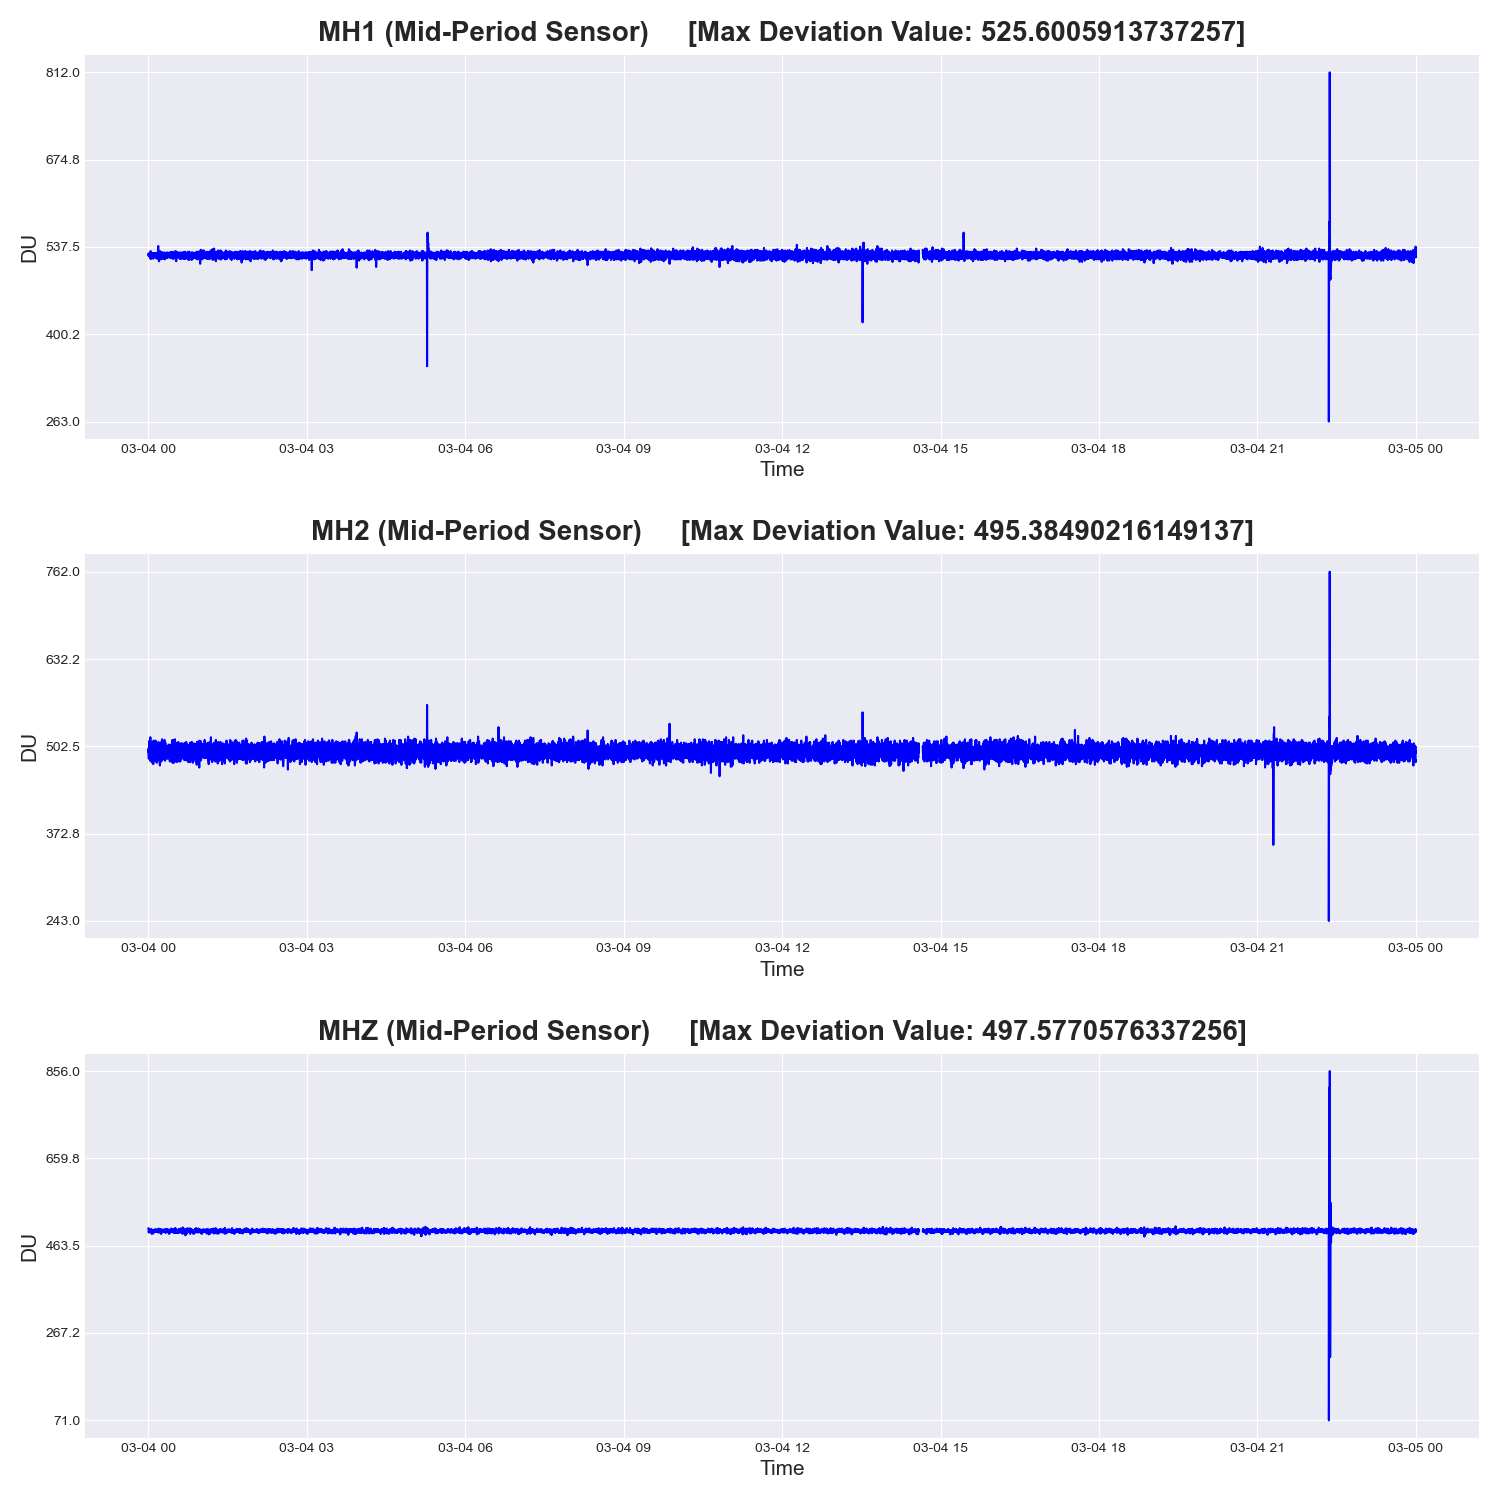 MH1 (Mid-Period Sensor) [Max Deviation Value: 525.6005913737257]
812.0
674.8
537.5
400.2
263.0
DU
03-04 00 03-04 03 03-04 06 03-04 09 03-04 12 03-04 15 03-04 18 03-04 21 03-05 00
Time
MH2 (Mid-Period Sensor) [Max Deviation Value: 495.38490216149137]
762.0
632.2
502.5
372.8
243.0
DU
03-04 00 03-04 03 03-04 06 03-04 09 03-04 12 03-04 15 03-04 18 03-04 21 03-05 00
Time
MHZ (Mid-Period Sensor) [Max Deviation Value: 497.5770576337256]
856.0
659.8
463.5
267.2
71.0
DU
03-04 00 03-04 03 03-04 06 03-04 09 03-04 12 03-04 15 03-04 18 03-04 21 03-05 00
Time